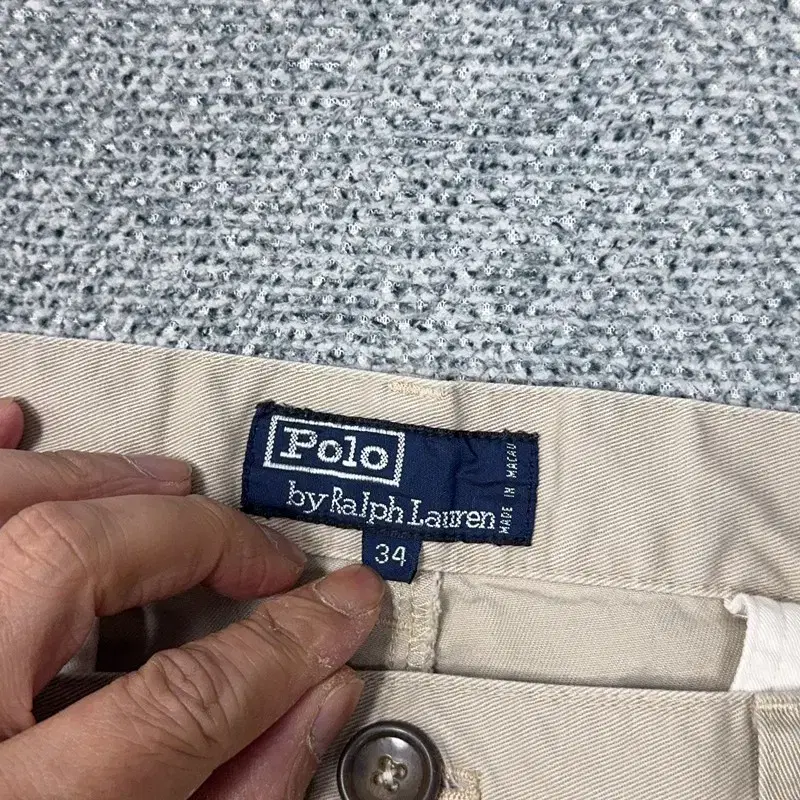 Polo
by Ralph Lauren
MADE IN MACAU
34